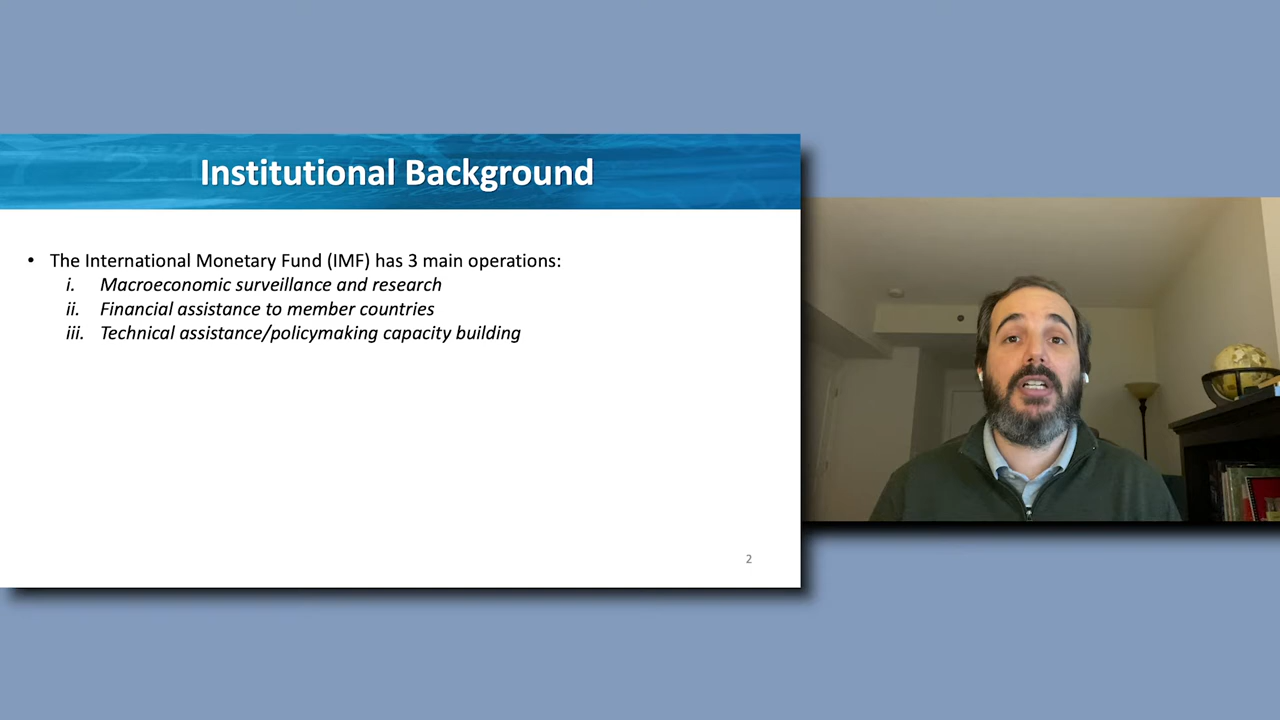 Institutional Background
• The International Monetary Fund (IMF) has 3 main operations:
i. Macroeconomic surveillance and research
ii. Financial assistance to member countries
iii. Technical assistance/policymaking capacity building
2